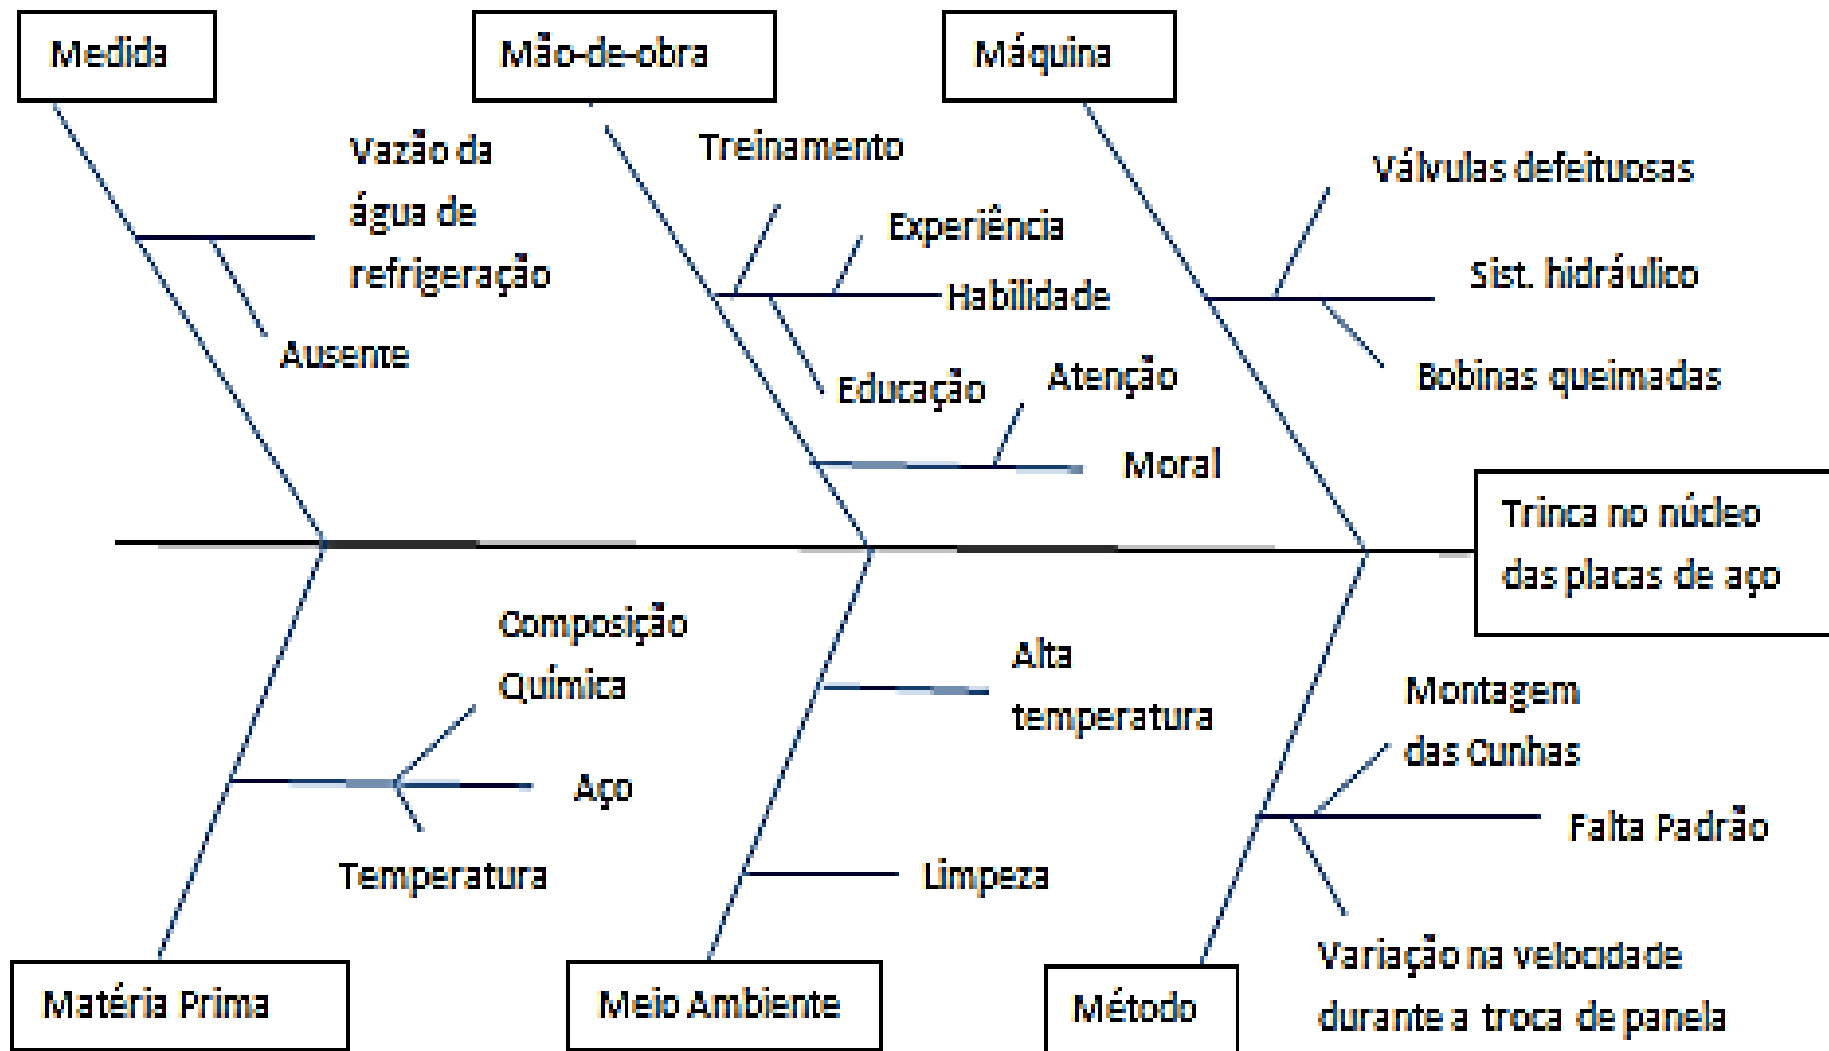 Medida
Mão-de-obra
Máquina
Vazão da
água de
refrigeração
Ausente
Treinamento
Experiência
Habilidade
Educação
Atenção
Moral
Válvulas defeituosas
Sist. hidráulico
Bobinas queimadas
Trinca no núcleo
das placas de aço
Composição
Química
Aço
Temperatura
Alta
temperatura
Limpeza
Montagem
das Cunhas
Falta Padrão
Variação na velocidade
durante a troca de panela
Matéria Prima
Meio Ambiente
Método